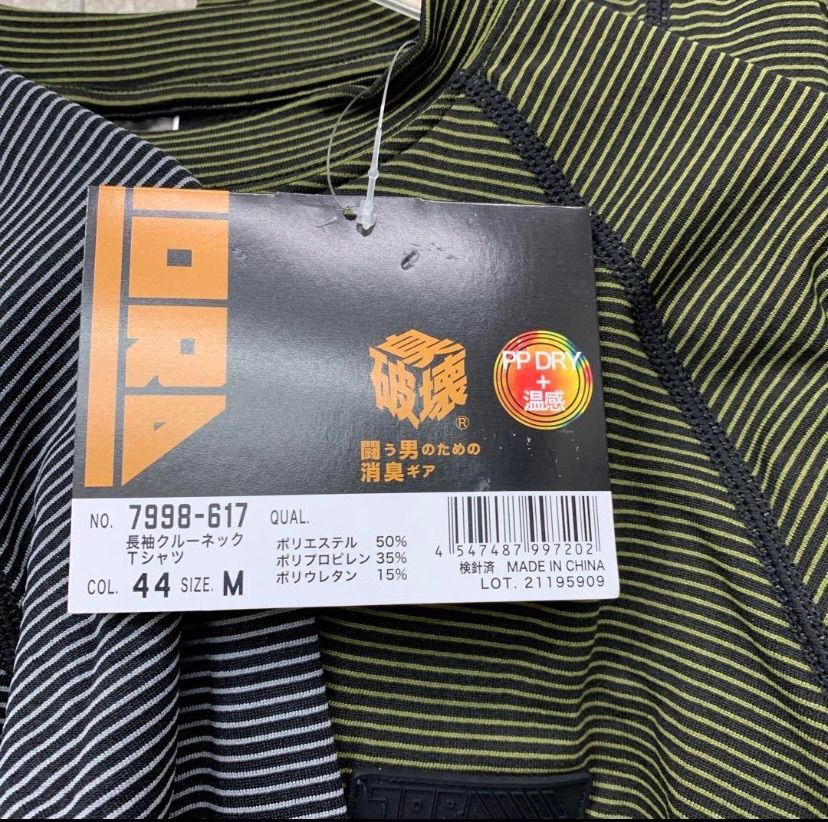 TORA
臭
破壊®
闘う男のための
消臭ギア
PP DRY
+
温感
NO. 7998-617
長袖クルーネック
Tシャツ
COL. 44 SIZE. M
QUAL.
ポリエステル 50%
ポリプロピレン 35%
ポリウレタン 15%
4 547487 997202
検針済 MADE IN CHINA
LOT. 21195909